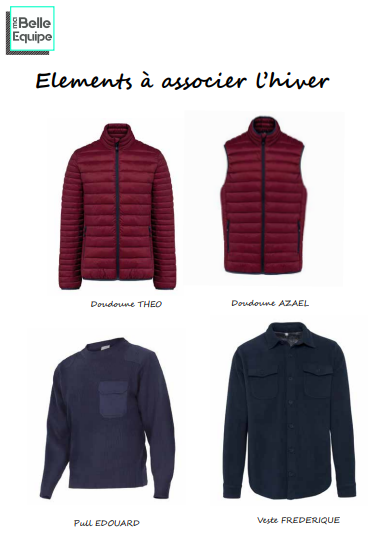 ma
Belle
Equipe
Elements à associer l'hiver
Doudoune THEO
Doudoune AZAEL
Pull EDOUARD
Veste FREDERIQUE